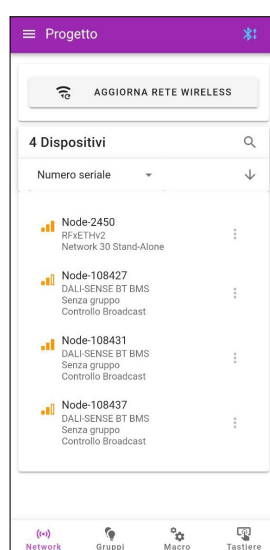 Progetto
AGGIORNA RETE WIRELESS
4 Dispositivi
Numero seriale
Node-2450
RFxETHv2
Network 30 Stand-Alone
Node-108427
DALI-SENSE BT BMS
Senza gruppo
Controllo Broadcast
Node-108431
DALI-SENSE BT BMS
Senza gruppo
Controllo Broadcast
Node-108437
DALI-SENSE BT BMS
Senza gruppo
Controllo Broadcast
Network Gruppi Macro Tastiere